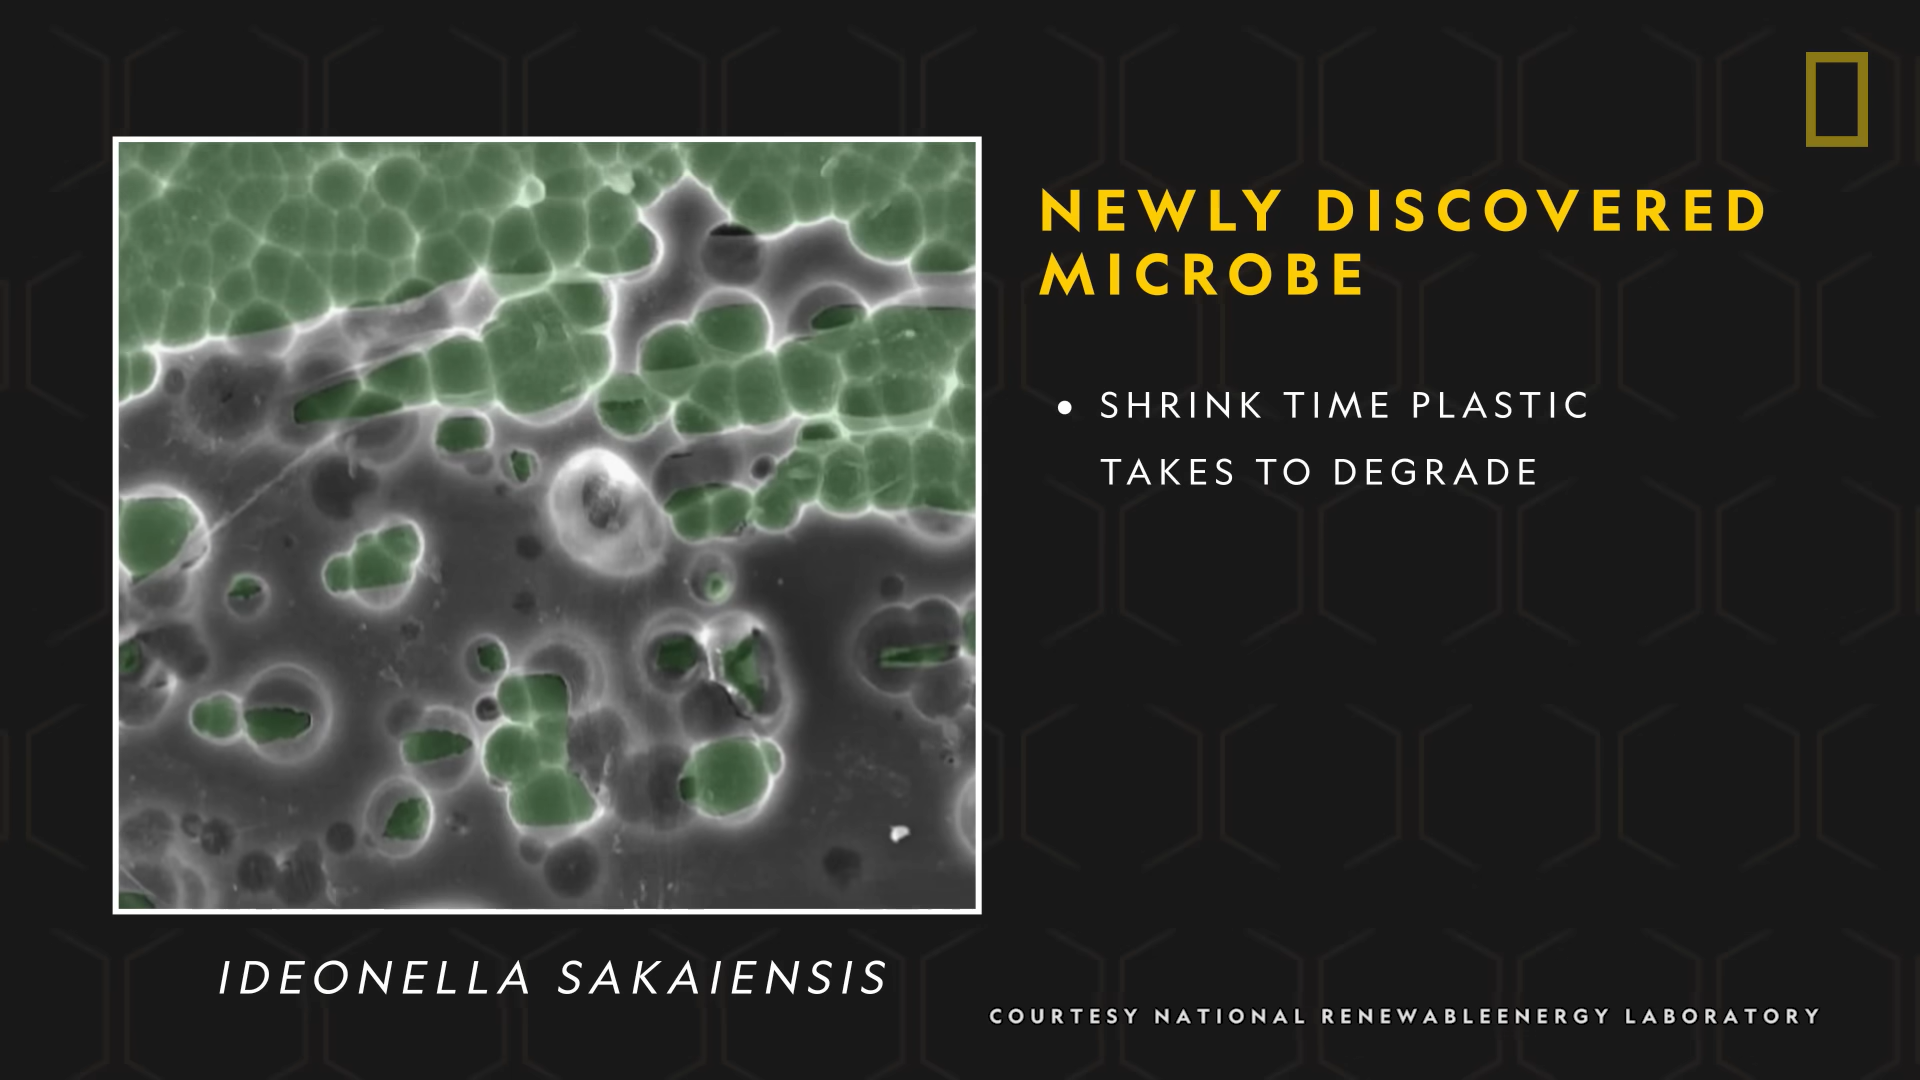 NEWLY DISCOVERED
MICROBE
• SHRINK TIME PLASTIC
TAKES TO DEGRADE
IDEONELLA SAKAIENSIS
COURTESY NATIONAL RENEWABLEENERGY LABORATORY